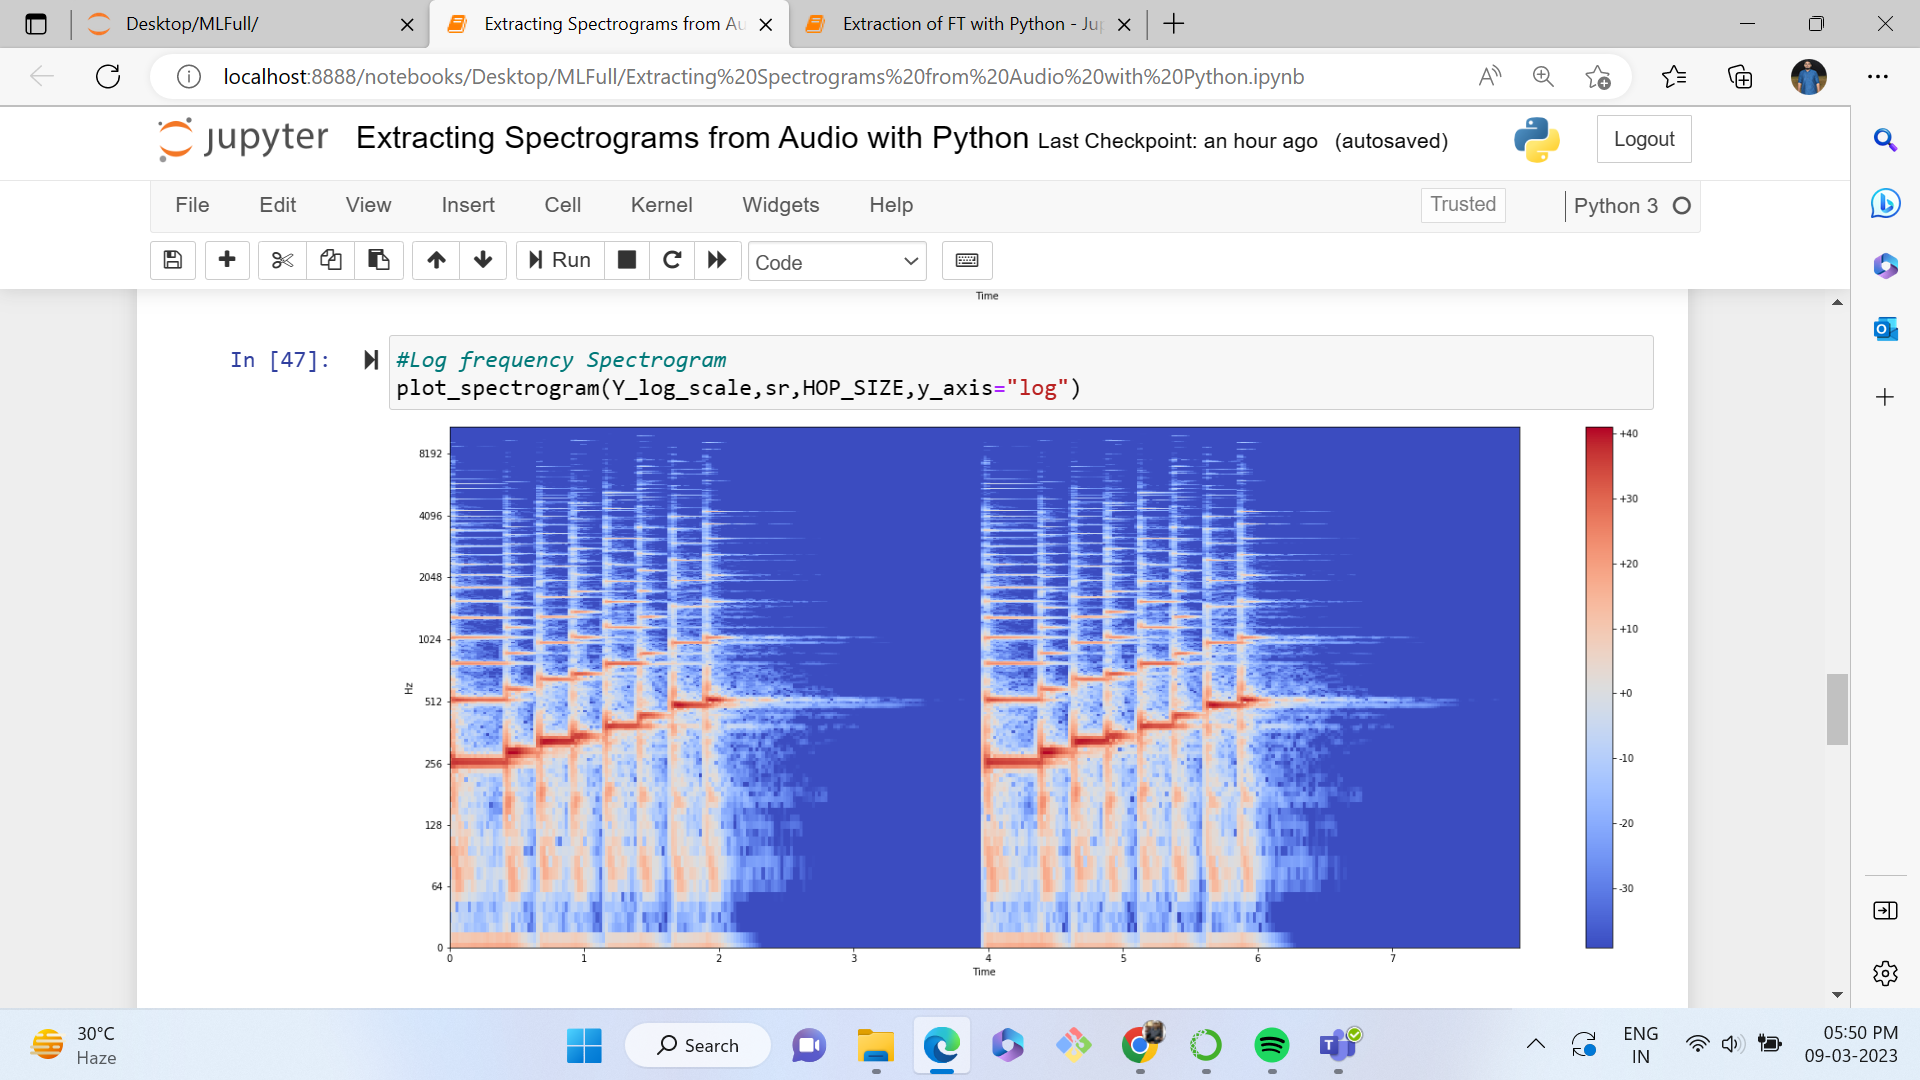 Desktop/MLFull/
Extracting Spectrograms from Au
Extraction of FT with Python - Ju
localhost:8888/notebooks/Desktop/MLFull/Extracting%20Spectrograms%20from%20Audio%20with%20Python.ipynb
jupyter Extracting Spectrograms from Audio with Python Last Checkpoint: an hour ago (autosaved)
Logout
File Edit View Insert Cell Kernel Widgets Help
Trusted
Python 3
Run
Code
Time
In [47]:
#Log frequency Spectrogram
plot_spectrogram(Y_log_scale,sr,HOP_SIZE,y_axis="log")
8192
4096
2048
1024
512
256
128
64
0
Hz
0 1 2 3 4 5 6 7
Time
+40
+30
+20
+10
+0
-10
-20
-30
30°C
Haze
Search
ENG
IN
05:50 PM
09-03-2023